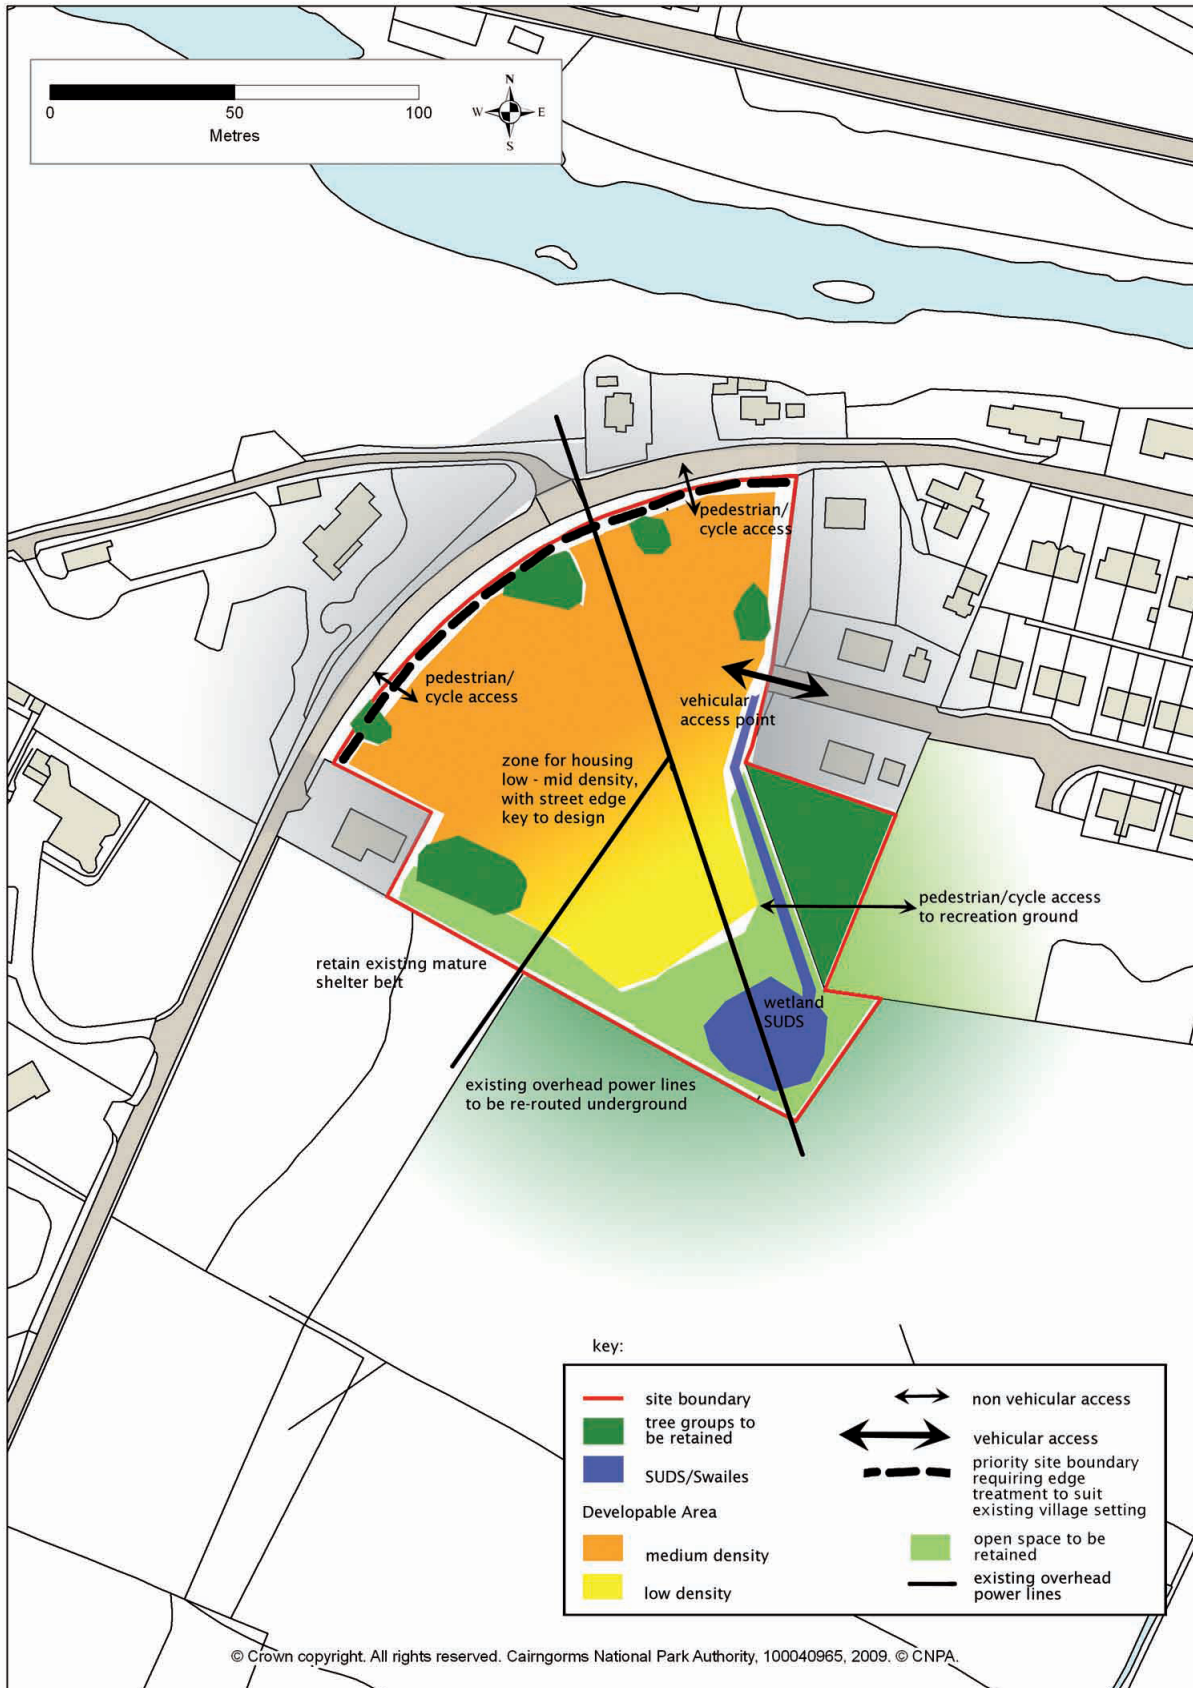 N
W E
S
0 50 100
Metres
pedestrian/
cycle access
pedestrian/
cycle access
vehicular
access point
zone for housing
low - mid density,
with street edge
key to design
pedestrian/cycle access
to recreation ground
retain existing mature
shelter belt
wetland
SUDS
existing overhead power lines
to be re-routed underground
key:
site boundary
tree groups to
be retained
SUDS/Swailes
Developable Area
medium density
low density
non vehicular access
vehicular access
priority site boundary
requiring edge
treatment to suit
existing village setting
open space to be
retained
existing overhead
power lines
© Crown copyright. All rights reserved. Cairngorms National Park Authority, 100040965, 2009. © CNPA.